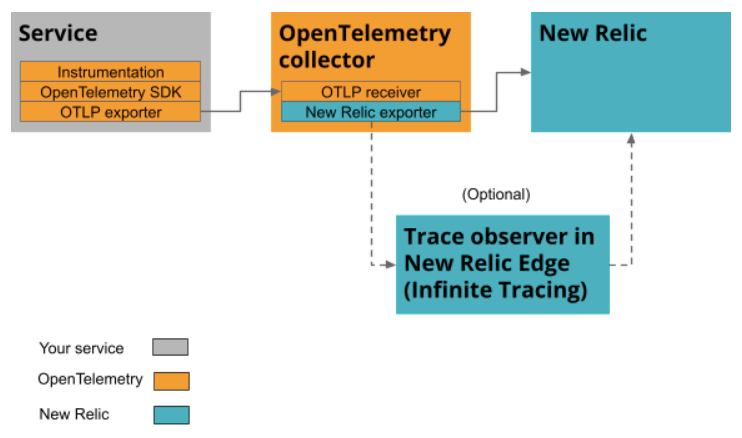 Service
Instrumentation
OpenTelemetry SDK
OTLP exporter
OpenTelemetry
collector
OTLP receiver
New Relic exporter
New Relic
(Optional)
Trace observer in
New Relic Edge
(Infinite Tracing)
Your service
OpenTelemetry
New Relic